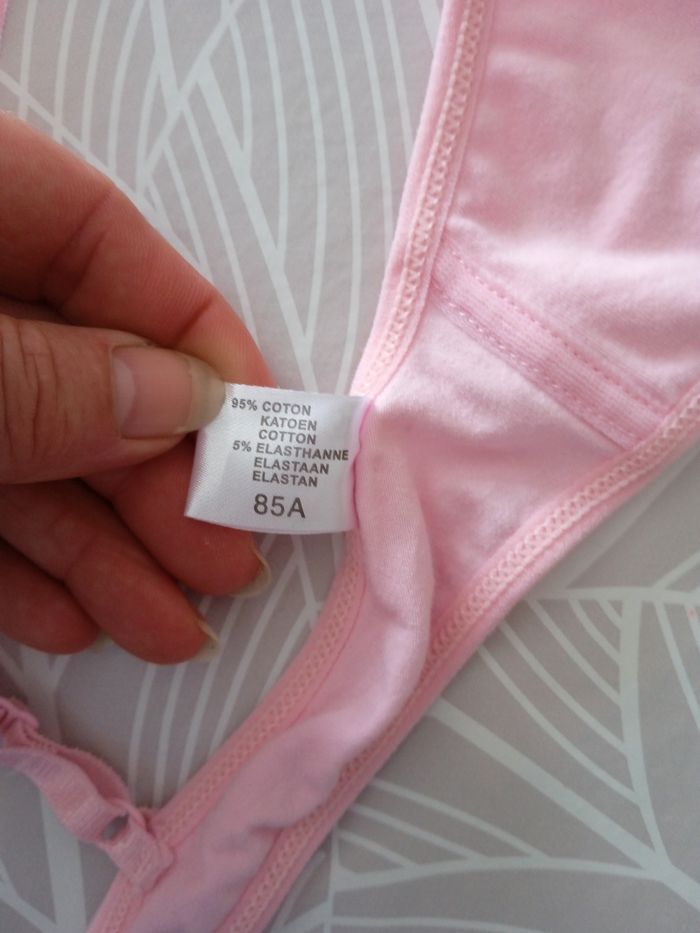 95% COTON
KATOEN
COTTON
5% ELASTHANNE
ELASTAAN
ELASTAN
85A